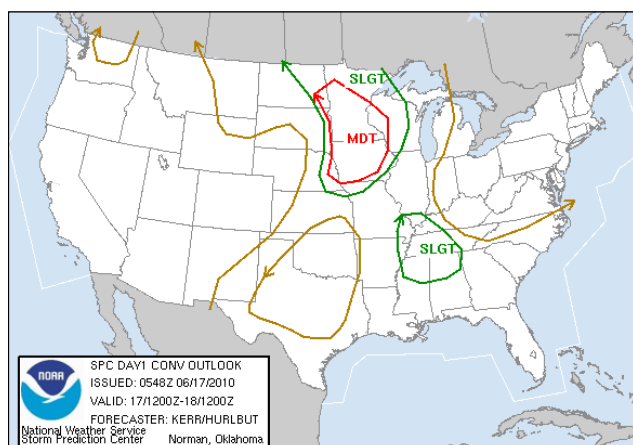 SLGT
MDT
SLGT
NOAA
SPC DAY1 CONV OUTLOOK
ISSUED: 0548Z 06/17/2010
VALID: 17/1200Z-18/1200Z
FORECASTER: KERR/HURLBUT
National Weather Service
Storm Prediction Center Norman, Oklahoma